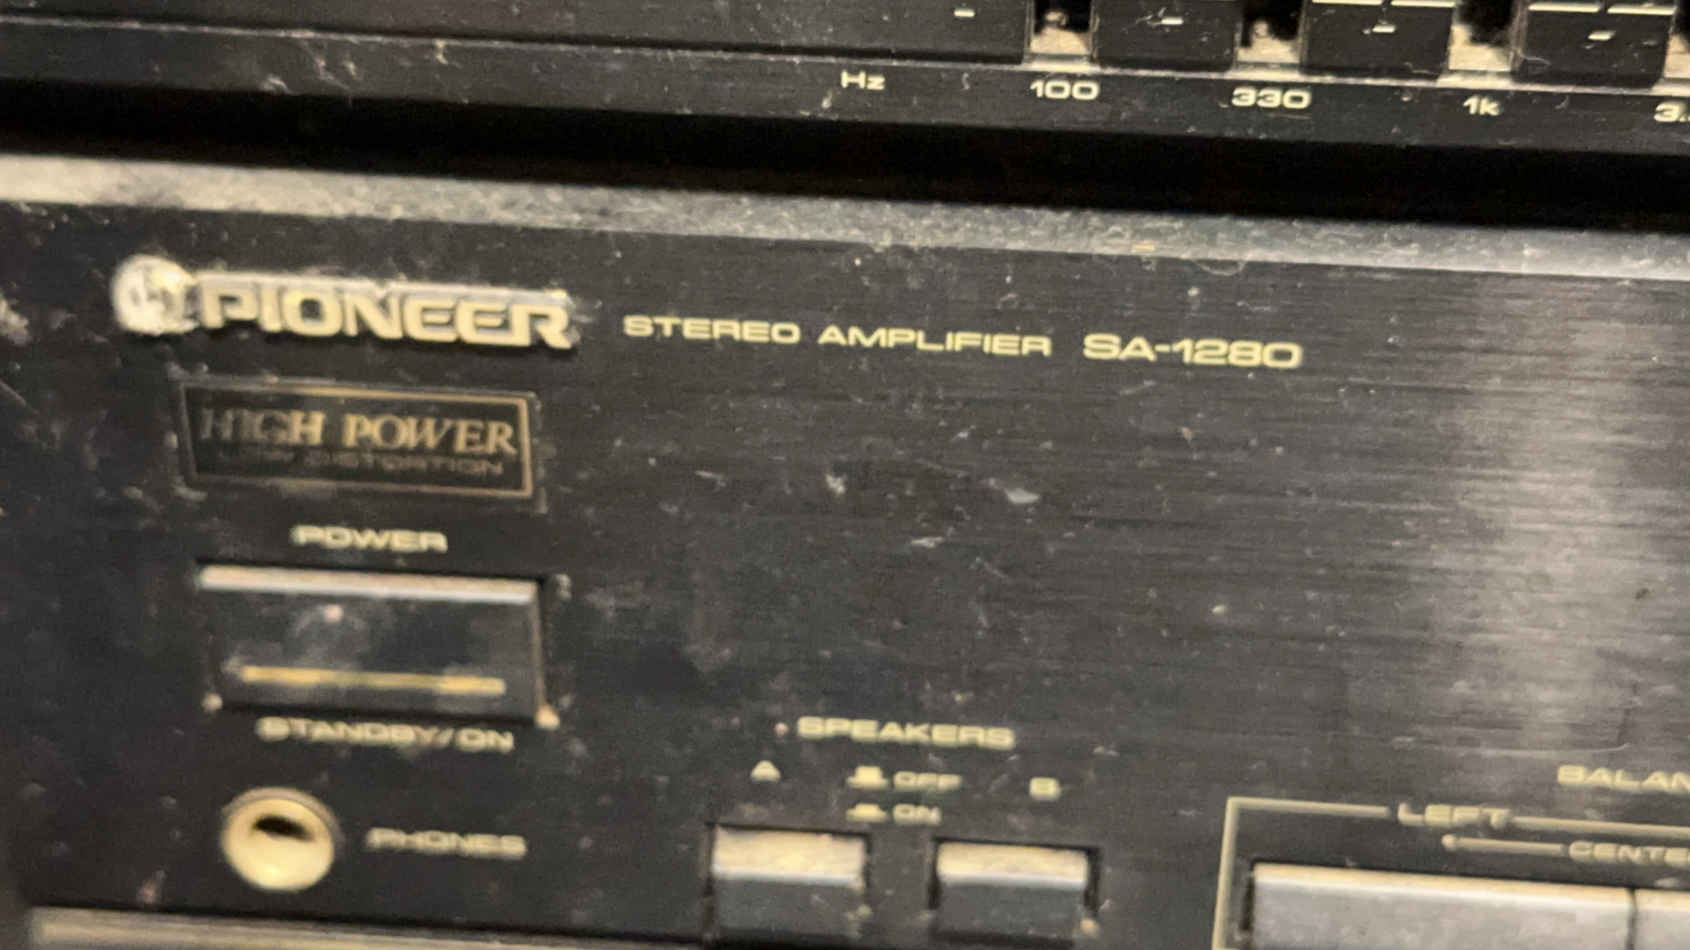 Hz 100 330 1k 3.
PIONEER STEREO AMPLIFIER SA-1280
HIGH POWER
LOW DISTORTION
POWER
STANDBY/ON
SPEAKERS
A OFF B
ON
PHONES
BALAN
LEFT
CENTE